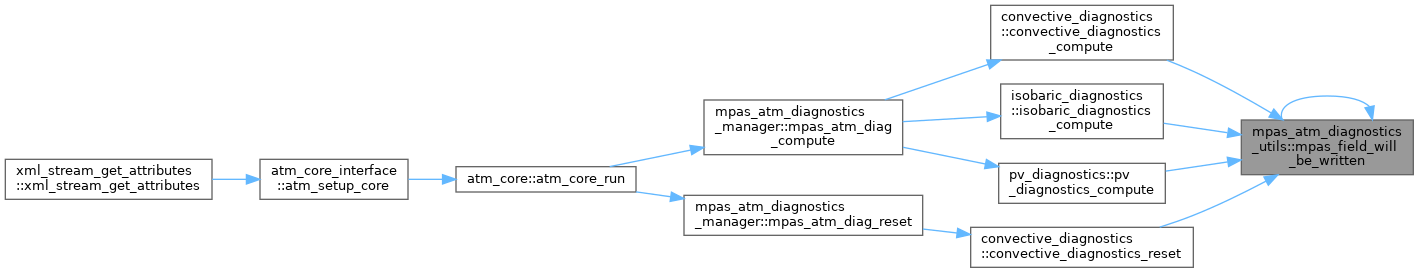 convective_diagnostics
::convective_diagnostics
_compute
isobaric_diagnostics
::isobaric_diagnostics
_compute
mpas_atm_diagnostics
_manager::mpas_atm_diag
_compute
mpas_atm_diagnostics
_utils::mpas_field_will
_be_written
xml_stream_get_attributes
::xml_stream_get_attributes
atm_core_interface
::atm_setup_core
atm_core::atm_core_run
pv_diagnostics::pv
_diagnostics_compute
mpas_atm_diagnostics
_manager::mpas_atm_diag_reset
convective_diagnostics
::convective_diagnostics_reset